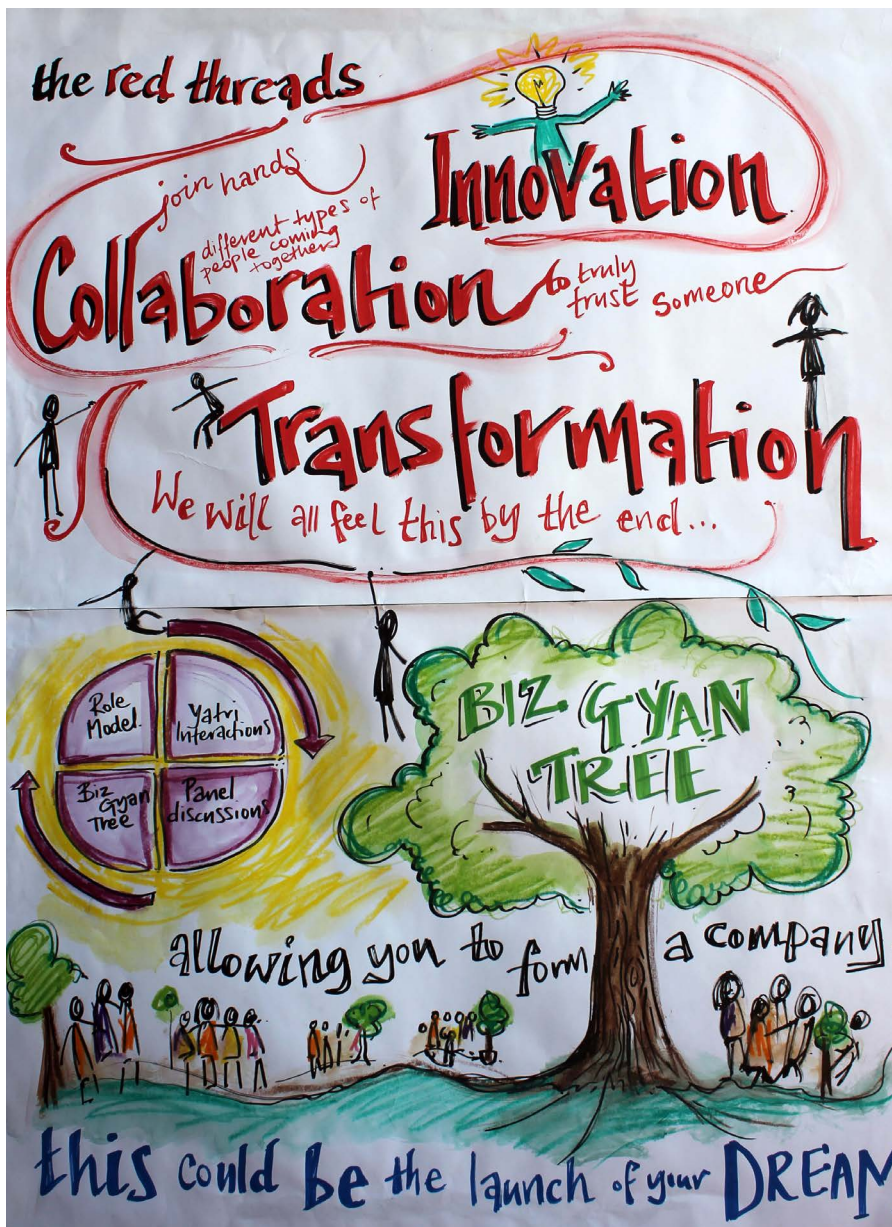 the red threads
Innovation
join hands
different types of
people coming
together
Collaboration
to truly
trust someone
Transformation
We will all feel this by the end...
Role
Model
Yatri
Interactions
Biz
Gyan
Tree
Panel
discussions
BIZ GYAN
TREE
allowing you to form a company
this could be the launch of your DREAM